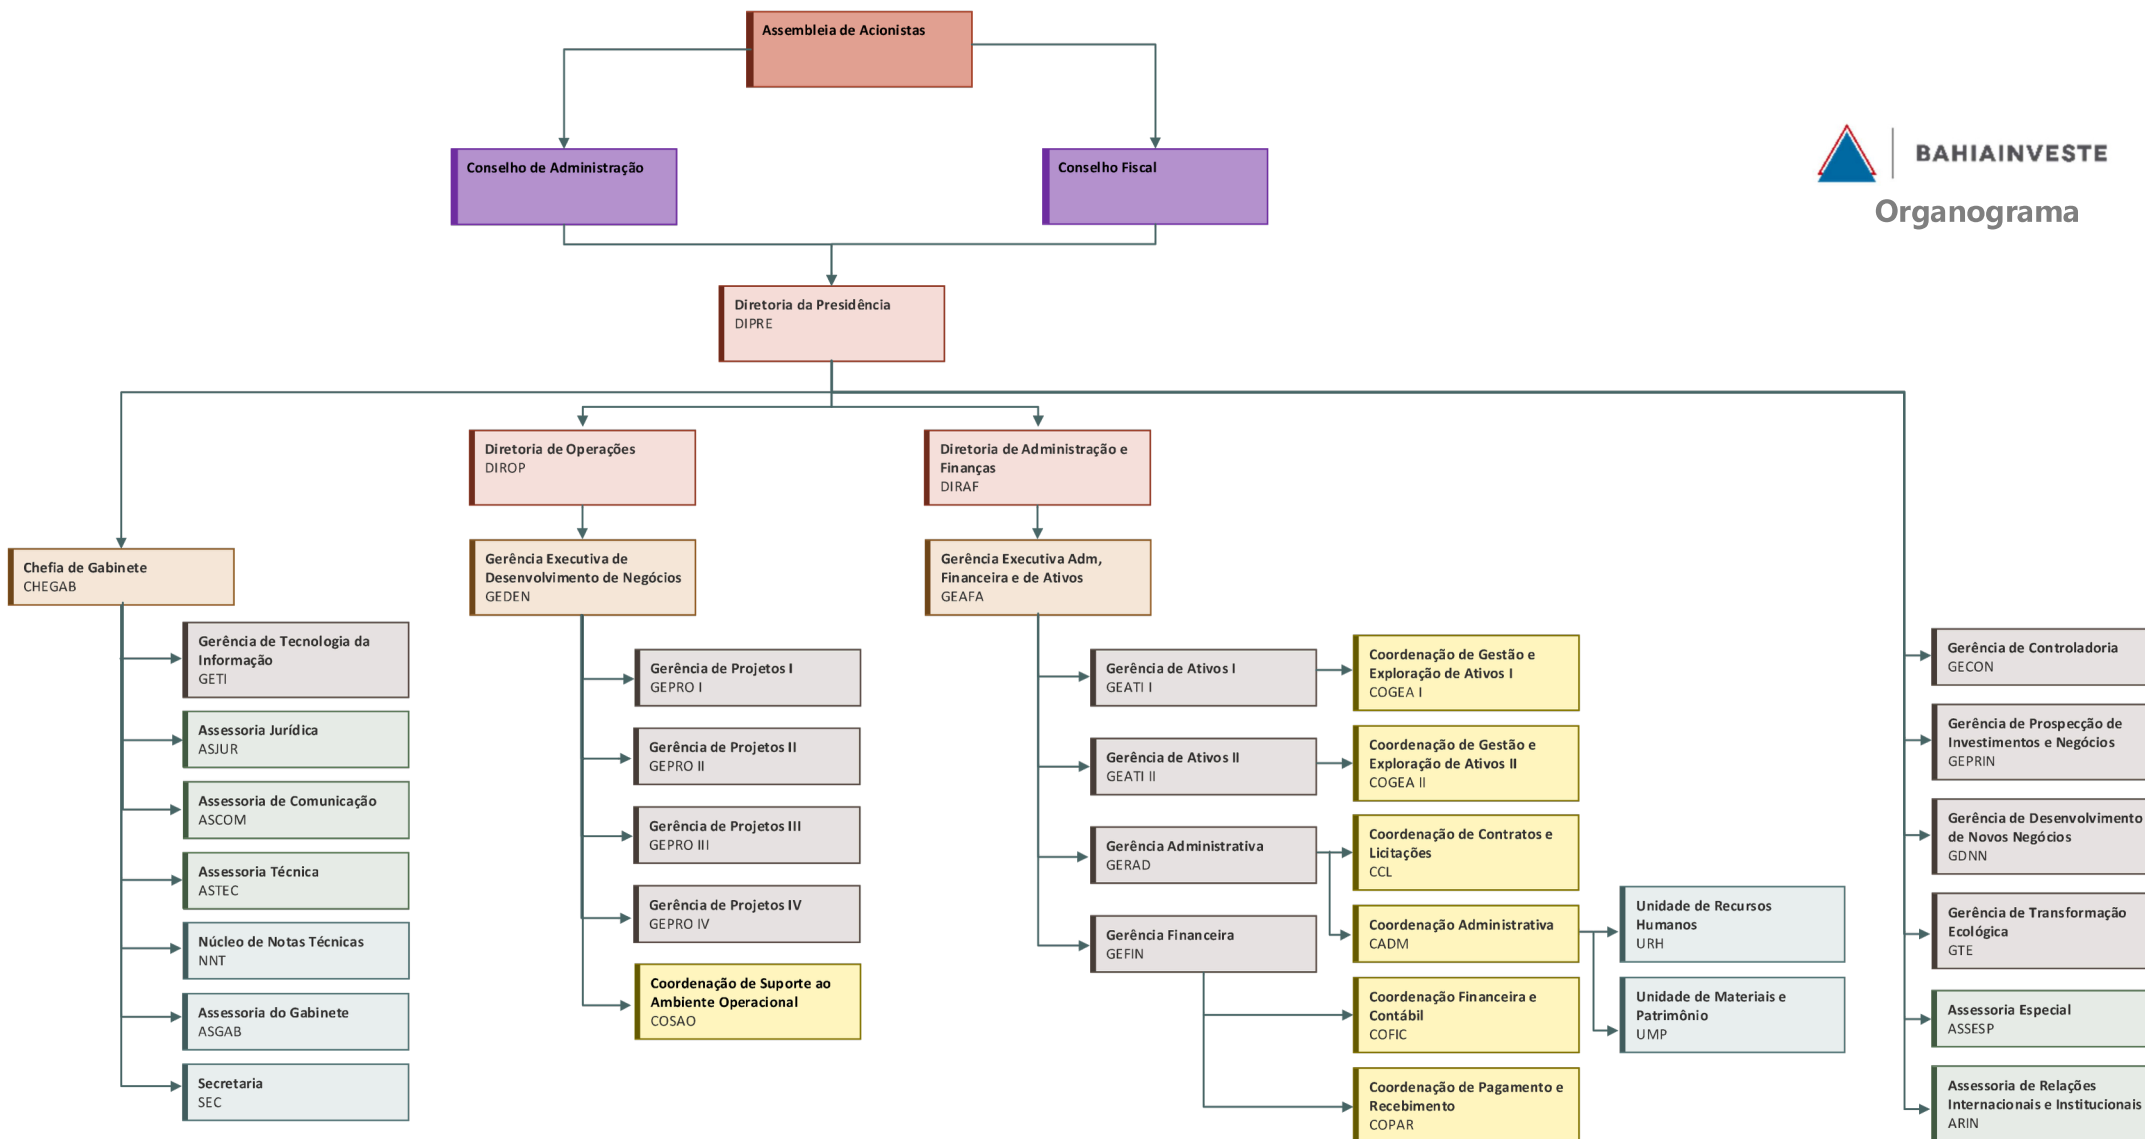 Assembleia de Acionistas
BAHIAINVESTE
Organograma
Conselho de Administração
Conselho Fiscal
Diretoria da Presidência
DIPRE
Diretoria de Operações
DIROP
Diretoria de Administração e
Finanças
DIRAF
Chefia de Gabinete
CHEGAB
Gerência Executiva de
Desenvolvimento de Negócios
GEDEN
Gerência Executiva Adm,
Financeira e de Ativos
GEAFA
Gerência de Tecnologia da
Informação
GETI
Assessoria Jurídica
ASJUR
Assessoria de Comunicação
ASCOM
Assessoria Técnica
ASTEC
Núcleo de Notas Técnicas
NNT
Assessoria do Gabinete
ASGAB
Secretaria
SEC
Gerência de Projetos I
GEPRO I
Gerência de Projetos II
GEPRO II
Gerência de Projetos III
GEPRO III
Gerência de Projetos IV
GEPRO IV
Coordenação de Suporte ao
Ambiente Operacional
COSAO
Gerência de Ativos I
GEATI I
Gerência de Ativos II
GEATI II
Gerência Administrativa
GERAD
Gerência Financeira
GEFIN
Coordenação de Gestão e
Exploração de Ativos I
COGEA I
Coordenação de Gestão e
Exploração de Ativos II
COGEA II
Coordenação de Contratos e
Licitações
CCL
Coordenação Administrativa
CADM
Coordenação Financeira e
Contábil
COFIC
Coordenação de Pagamento e
Recebimento
COPAR
Unidade de Recursos
Humanos
URH
Unidade de Materiais e
Patrimônio
UMP
Gerência de Controladoria
GECON
Gerência de Prospecção de
Investimentos e Negócios
GEPRIN
Gerência de Desenvolvimento
de Novos Negócios
GDNN
Gerência de Transformação
Ecológica
GTE
Assessoria Especial
ASSESP
Assessoria de Relações
Internacionais e Institucionais
ARIN